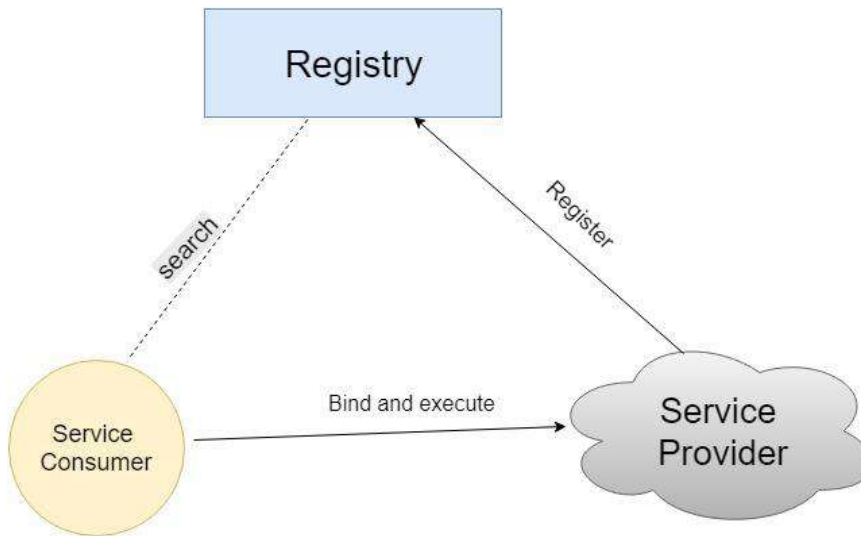 Registry
search
Register
Bind and execute
Service
Consumer
Service
Provider